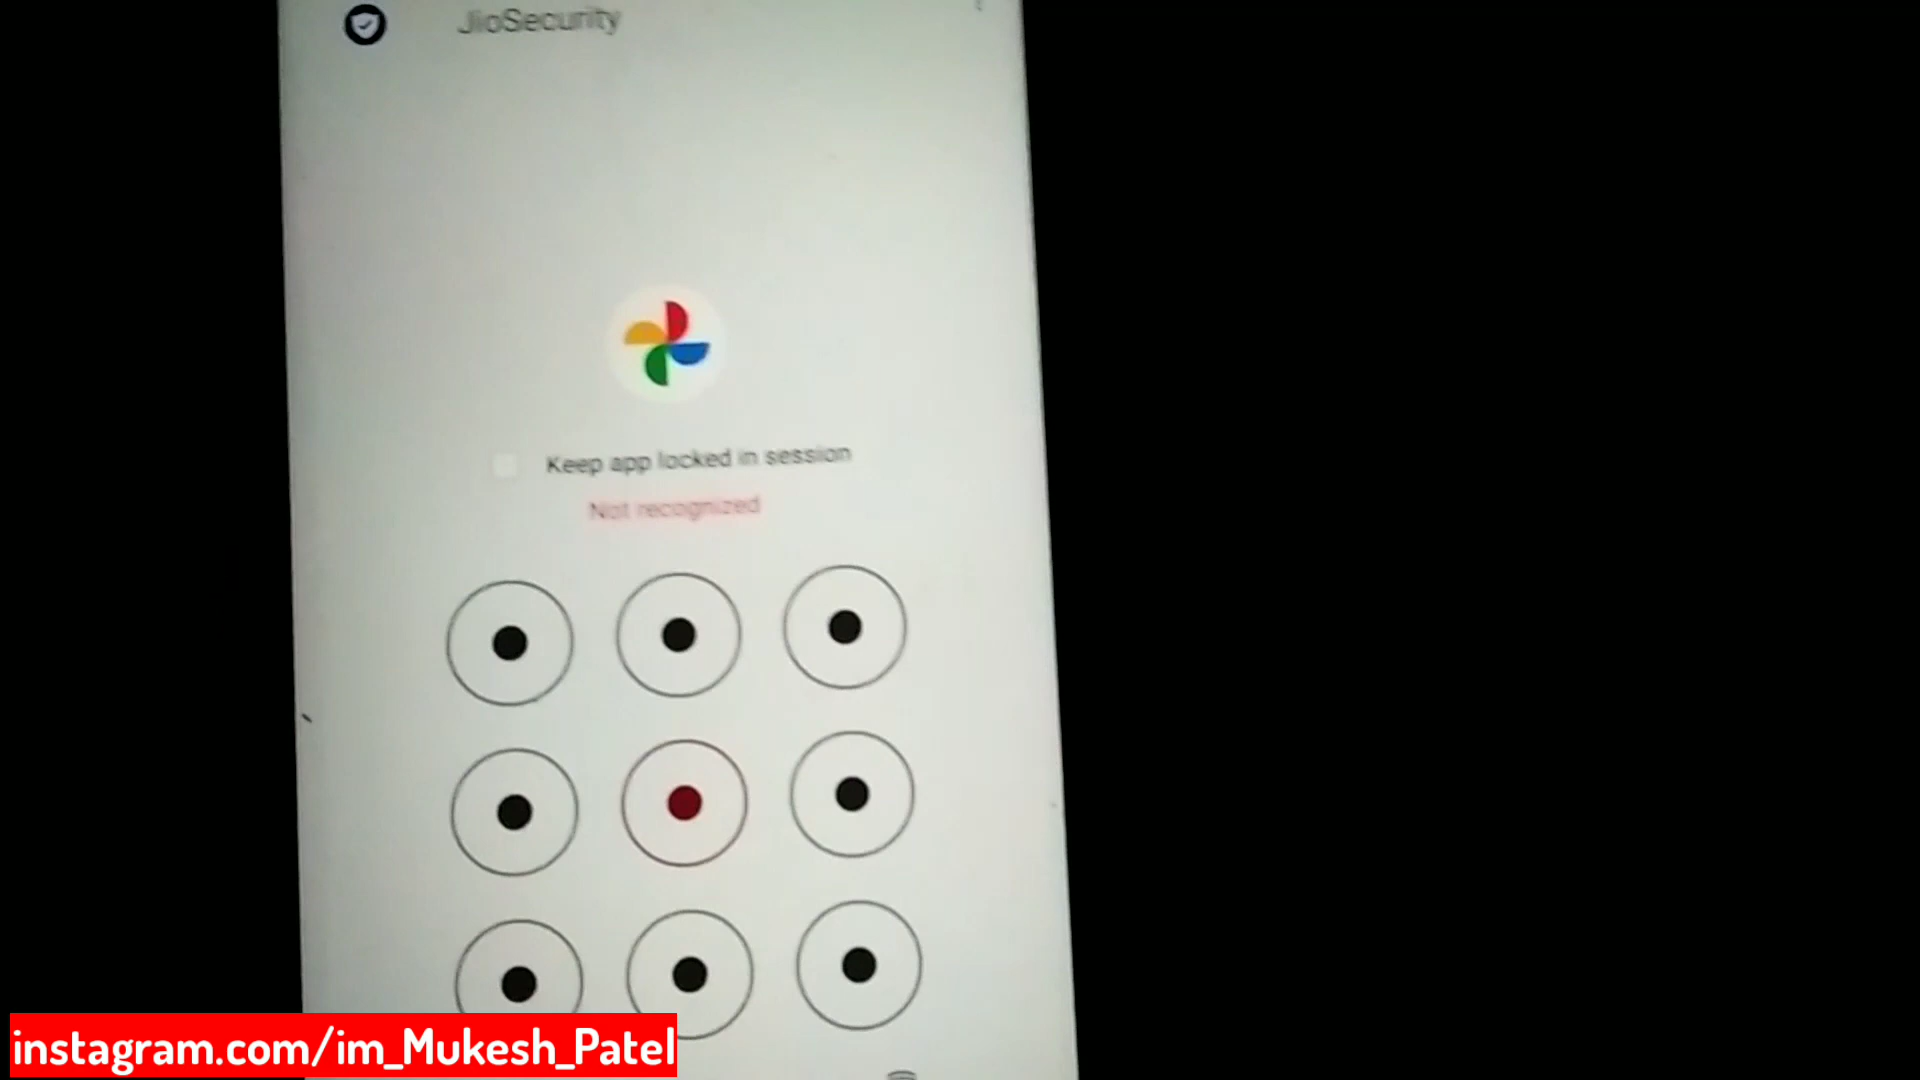 JioSecurity
Keep app locked in session
Not recognized
instagram.com/im_Mukesh_Patel